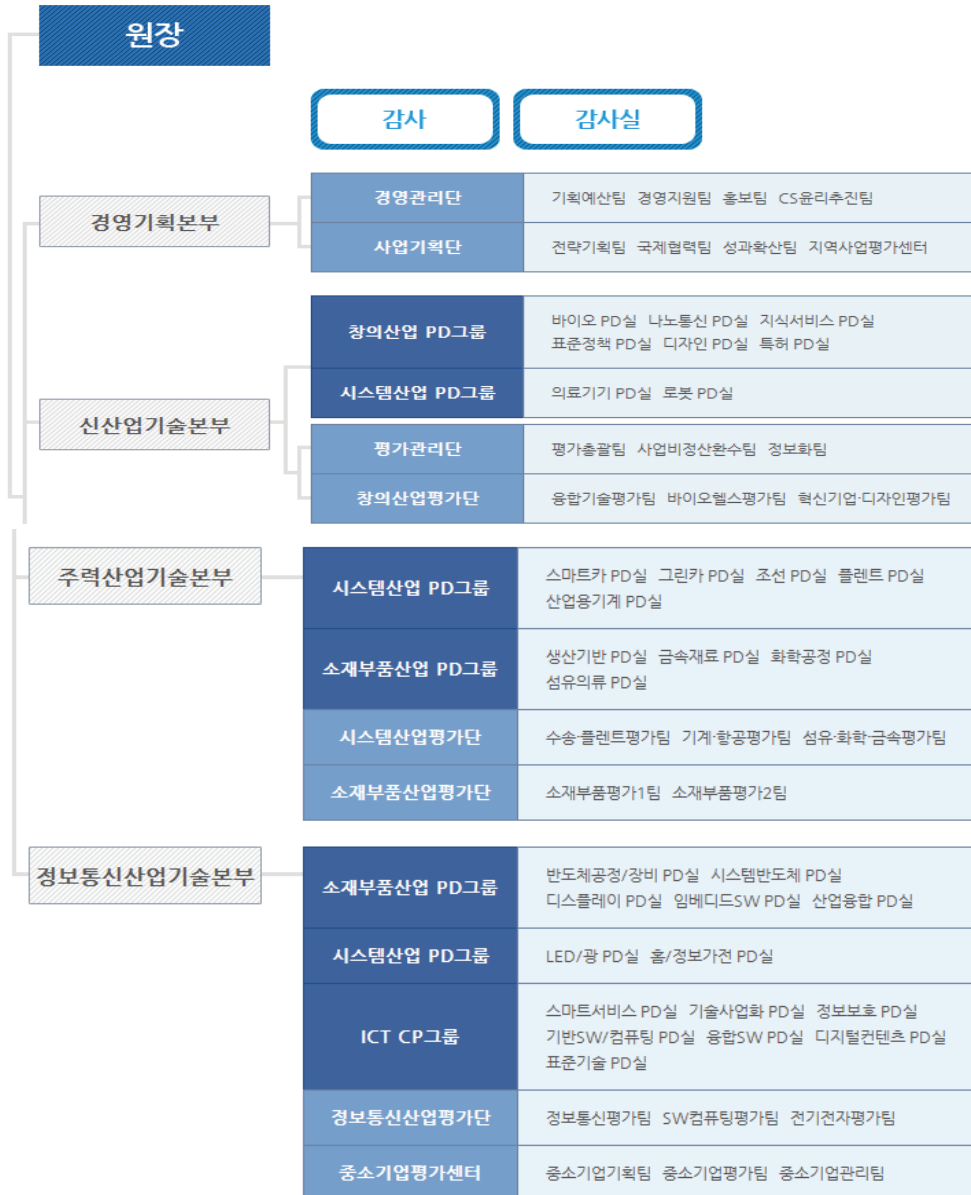 원장
감사 감사실
경영기획본부
경영관리단 기획예산팀 경영지원팀 홍보팀 CS윤리추진팀
사업기획단 전략기획팀 국제협력팀 성과확산팀 지역사업평가센터
신산업기술본부
창의산업 PD그룹 바이오 PD실 나노통신 PD실 지식서비스 PD실
표준정책 PD실 디자인 PD실 특허 PD실
시스템산업 PD그룹 의료기기 PD실 로봇 PD실
평가관리단 평가총괄팀 사업비정산환수팀 정보화팀
창의산업평가단 융합기술평가팀 바이오헬스평가팀 혁신기업·디자인평가팀
주력산업기술본부
시스템산업 PD그룹 스마트카 PD실 그린카 PD실 조선 PD실 플렌트 PD실
산업용기계 PD실
소재부품산업 PD그룹 생산기반 PD실 금속재료 PD실 화학공정 PD실
섬유의류 PD실
시스템산업평가단 수송·플렌트평가팀 기계·항공평가팀 섬유·화학·금속평가팀
소재부품산업평가단 소재부품평가1팀 소재부품평가2팀
정보통신산업기술본부
소재부품산업 PD그룹 반도체공정/장비 PD실 시스템반도체 PD실
디스플레이 PD실 임베디드SW PD실 산업융합 PD실
시스템산업 PD그룹 LED/광 PD실 홈/정보가전 PD실
ICT CP그룹 스마트서비스 PD실 기술사업화 PD실 정보보호 PD실
기반SW/컴퓨팅 PD실 융합SW PD실 디지털컨텐츠 PD실
표준기술 PD실
정보통신산업평가단 정보통신평가팀 SW컴퓨팅평가팀 전기전자평가팀
중소기업평가센터 중소기업기획팀 중소기업평가팀 중소기업관리팀